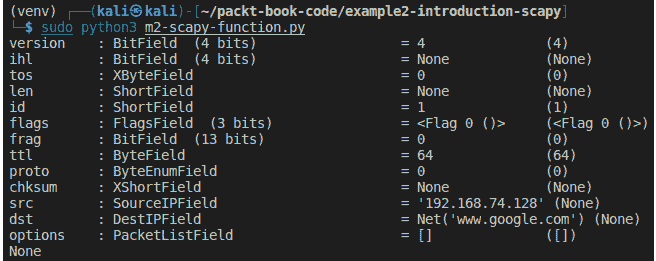 (venv) ┌──(kali㉿kali)-[~/packt-book-code/example2-introduction-scapy]
└─$ sudo python3 m2-scapy-function.py
version    : BitField  (4 bits)                  = 4               (4)
ihl        : BitField  (4 bits)                  = None            (None)
tos        : XByteField                          = 0               (0)
len        : ShortField                          = None            (None)
id         : ShortField                          = 1               (1)
flags      : FlagsField  (3 bits)                = <Flag 0 ()>     (<Flag 0 ()>)
frag       : BitField  (13 bits)                 = 0               (0)
ttl        : ByteField                           = 64              (64)
proto      : ByteEnumField                       = 0               (0)
chksum     : XShortField                         = None            (None)
src        : SourceIPField                       = '192.168.74.128' (None)
dst        : DestIPField                         = Net('www.google.com') (None)
options    : PacketListField                     = []              ([])
None